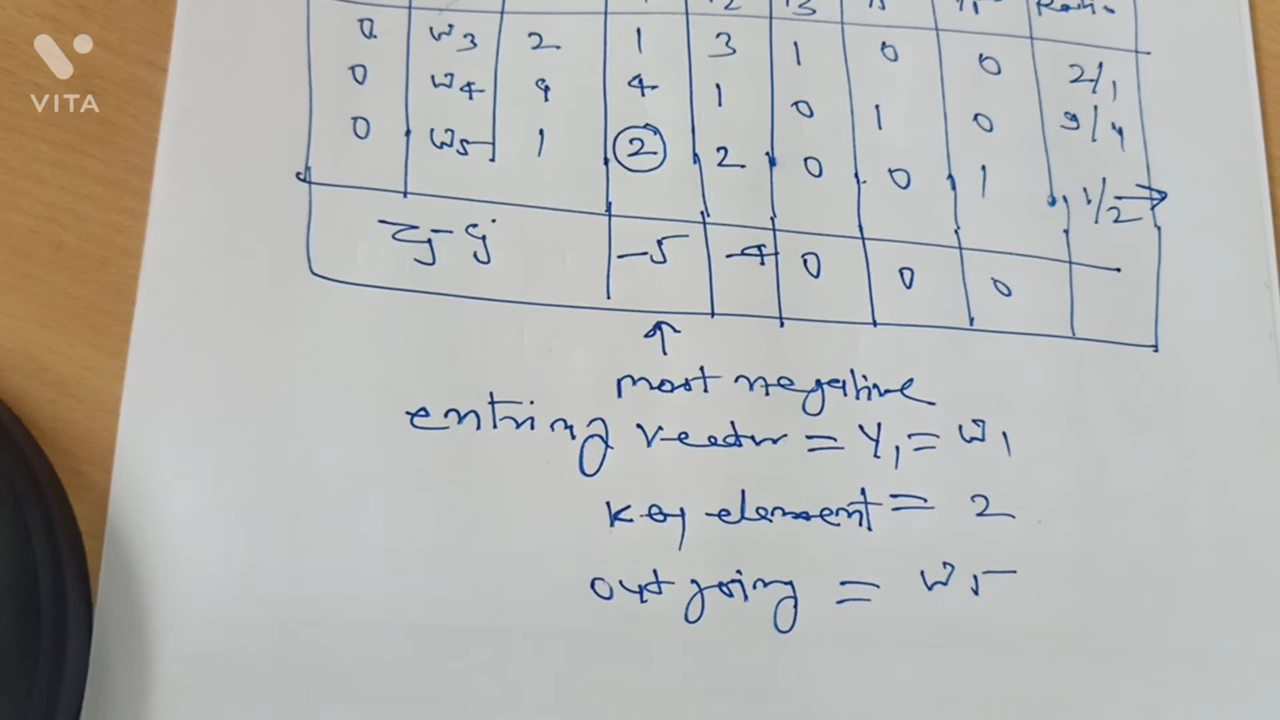 Ratio
0 w3 2 1 3 1 0 0 2/1
0 w4 9 4 1 0 1 0 9/4
0 w5 1 2 2 0 0 1 1/2
zj-cj -5 -4 0 0 0
most negative
entring vector = Y1 = w1
key element = 2
outgoing = w5
VITA